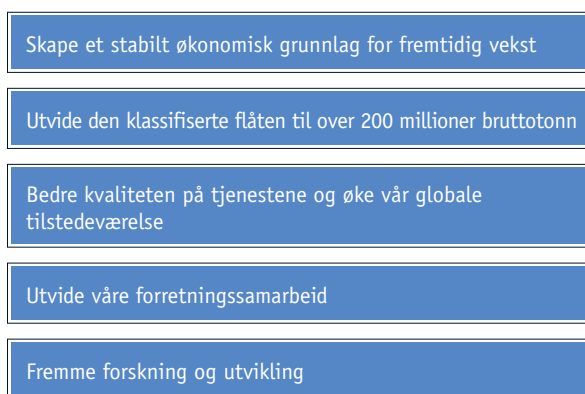 Skape et stabilt økonomisk grunnlag for fremtidig vekst
Utvide den klassifiserte flåten til over 200 millioner bruttotonn
Bedre kvaliteten på tjenestene og øke vår globale
tilstedeværelse
Utvide våre forretningssamarbeid
Fremme forskning og utvikling